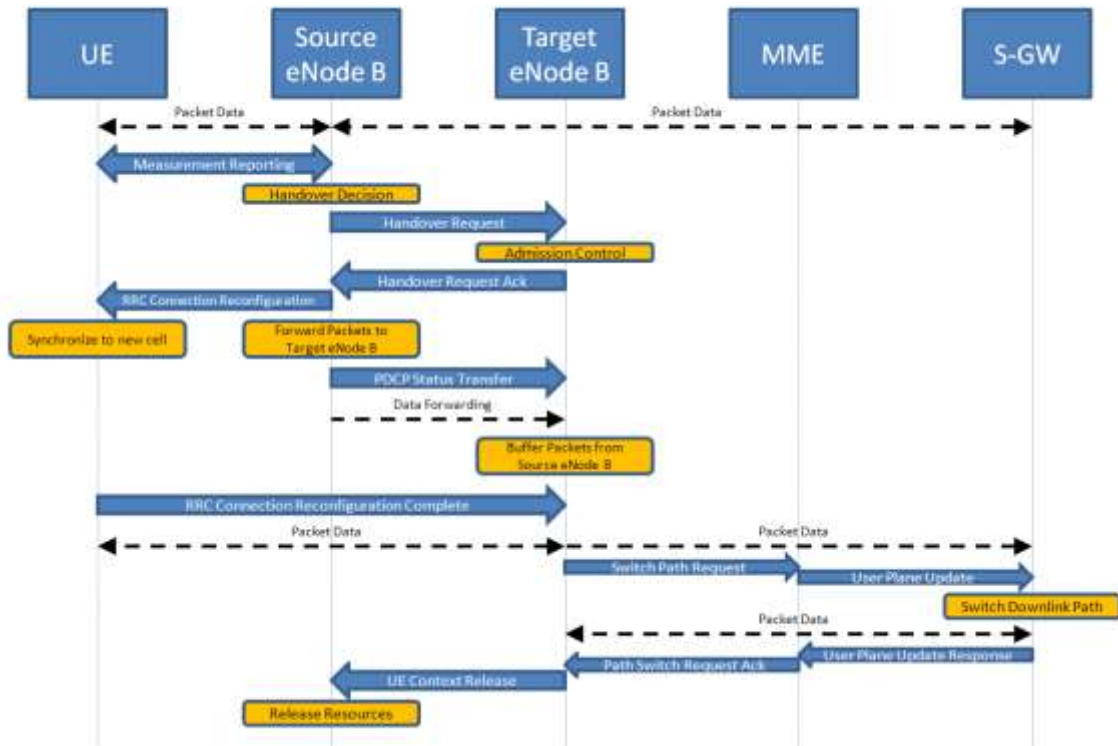 UE
Source
eNode B
Target
eNode B
MME
S-GW
Packet Data
Packet Data
Measurement Reporting
Handover Decision
Handover Request
Admission Control
Handover Request Ack
RRC Connection Reconfiguration
Synchronize to new cell
Forward Packets to
Target eNode B
PDCP Status Transfer
Data Forwarding
Buffer Packets from
Source eNode B
RRC Connection Reconfiguration Complete
Packet Data
Packet Data
Switch Path Request
User Plane Update
Switch Downlink Path
Packet Data
User Plane Update Response
Path Switch Request Ack
UE Context Release
Release Resources